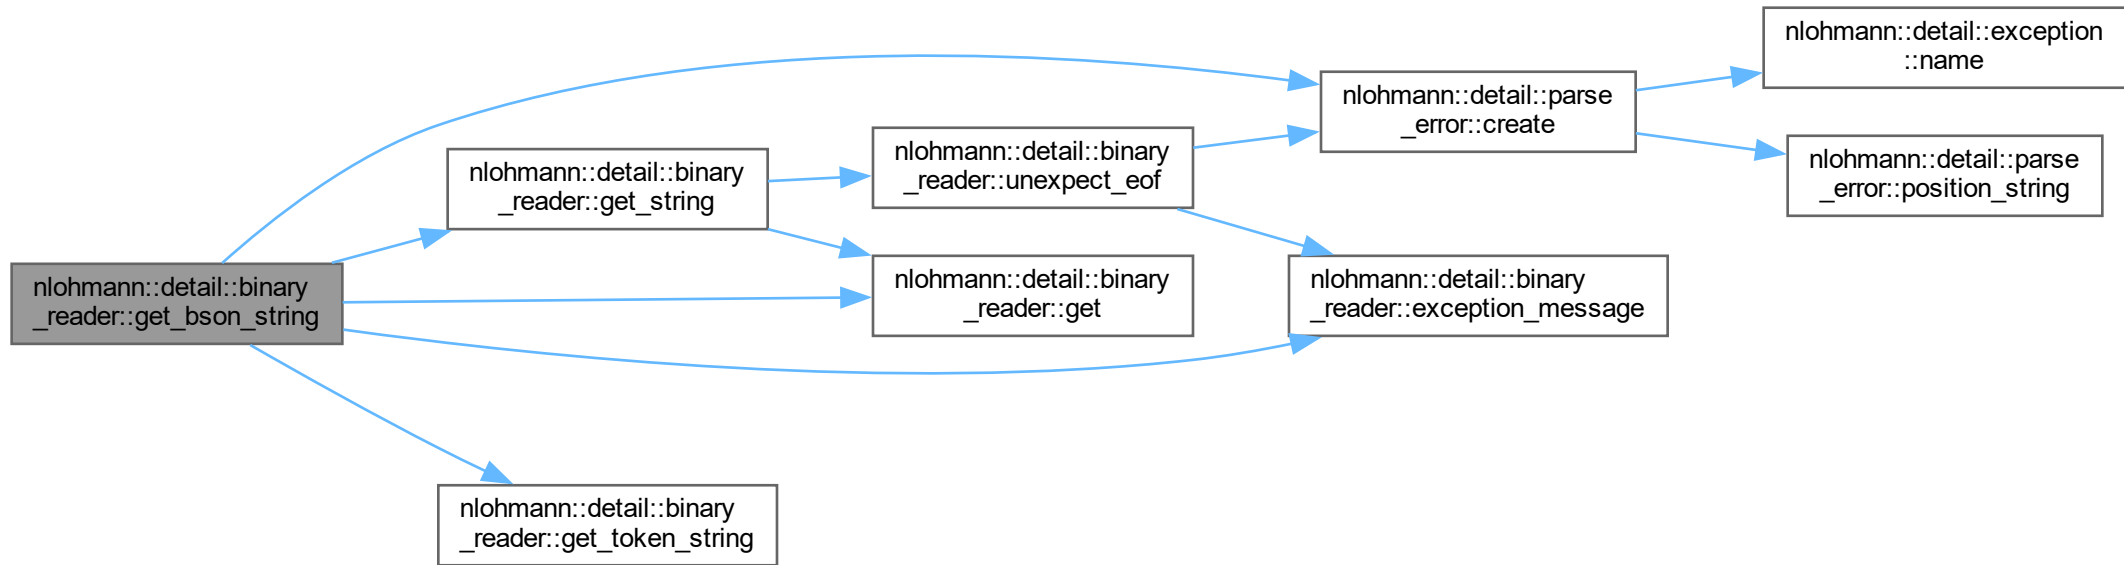 nlohmann::detail::binary
_reader::get_bson_string
nlohmann::detail::binary
_reader::get_string
nlohmann::detail::binary
_reader::unexpect_eof
nlohmann::detail::parse
_error::create
nlohmann::detail::exception
::name
nlohmann::detail::parse
_error::position_string
nlohmann::detail::binary
_reader::get
nlohmann::detail::binary
_reader::exception_message
nlohmann::detail::binary
_reader::get_token_string